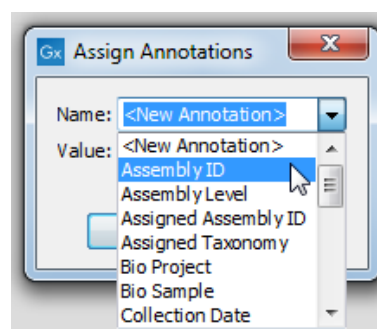 Gx Assign Annotations X
Name: <New Annotation>
Value: <New Annotation>
Assembly ID
Assembly Level
Assigned Assembly ID
Assigned Taxonomy
Bio Project
Bio Sample
Collection Date